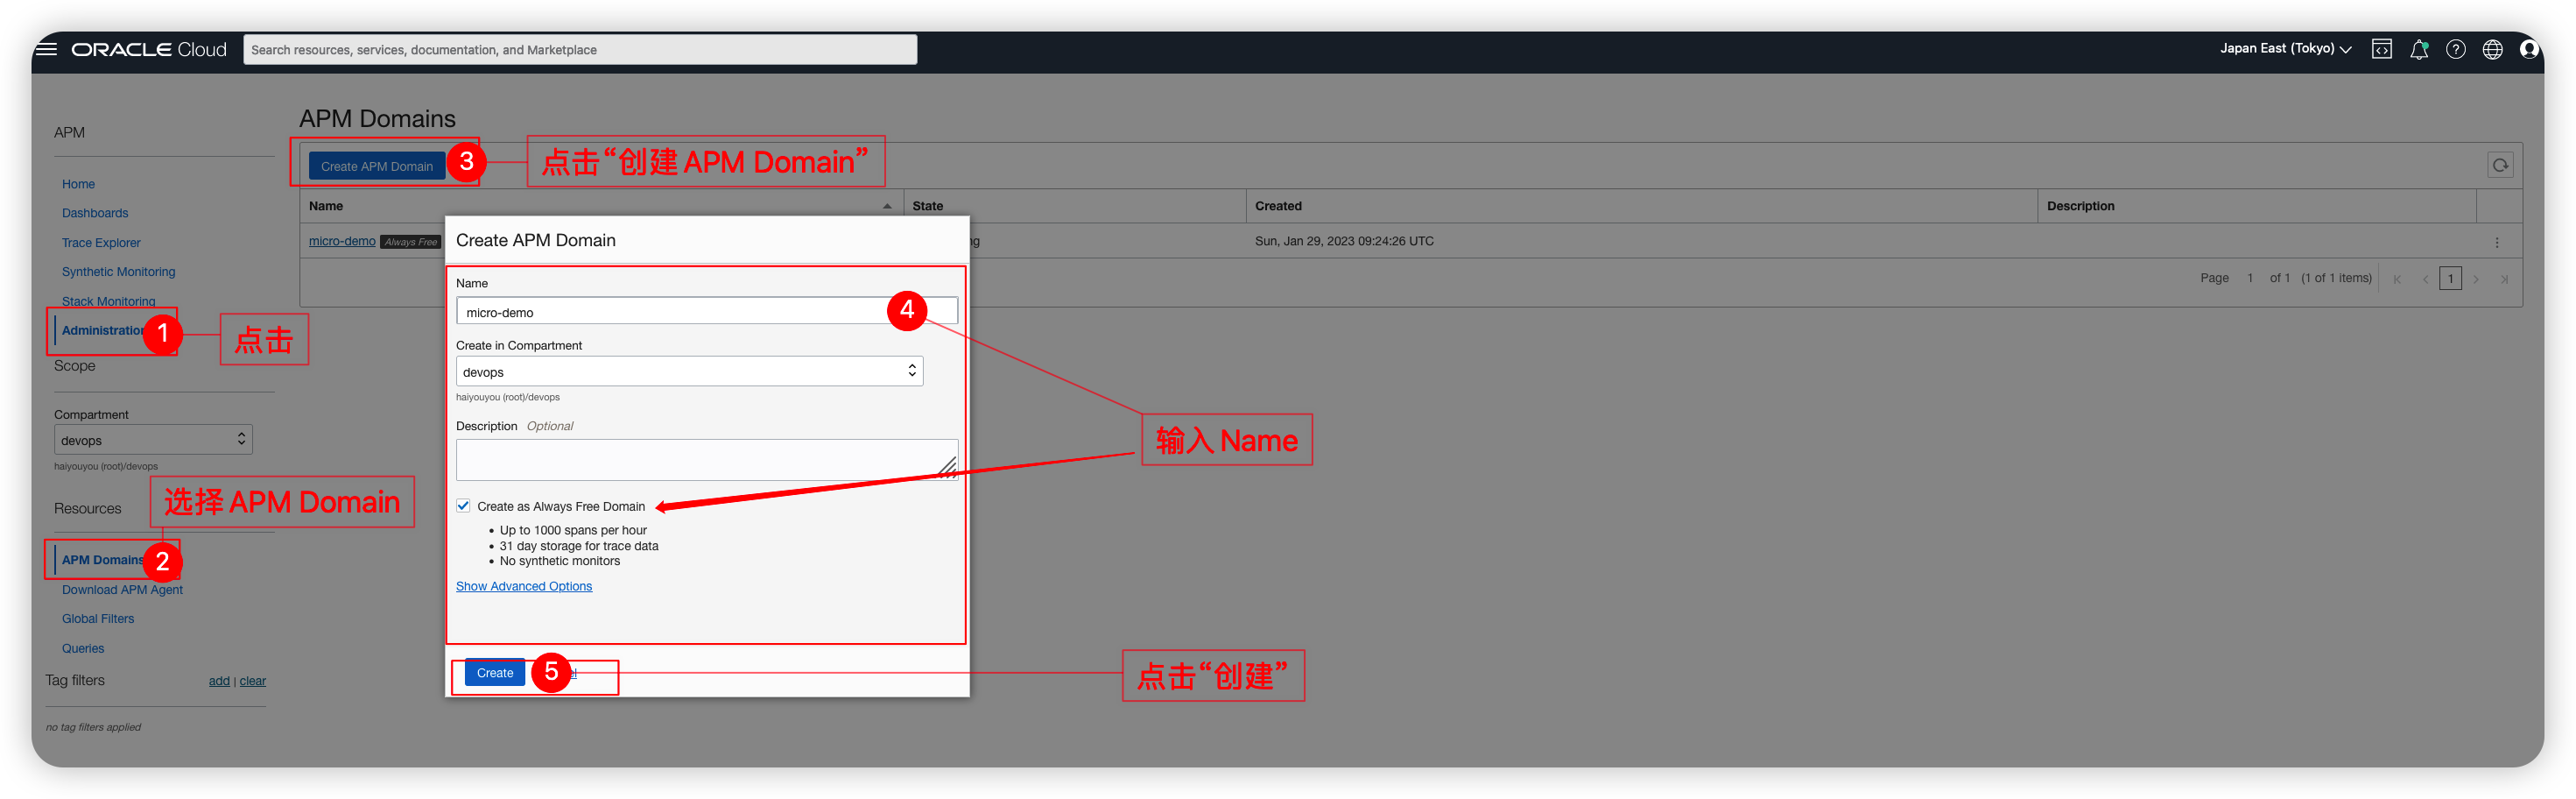 ORACLE Cloud
Search resources, services, documentation, and Marketplace
Japan East (Tokyo)
APM
Home
Dashboards
Trace Explorer
Synthetic Monitoring
Stack Monitoring
Administration
1
点击
Scope
Compartment
devops
haiyouyou (root)/devops
选择 APM Domain
Resources
APM Domains
2
Download APM Agent
Global Filters
Queries
Tag filters
add | clear
no tag filters applied
APM Domains
Create APM Domain
3
点击“创建 APM Domain”
Name
State
Created
Description
micro-demo
Always Free
Sun, Jan 29, 2023 09:24:26 UTC
Page 1 of 1 (1 of 1 items)
1
Create APM Domain
Name
micro-demo
4
Create in Compartment
devops
haiyouyou (root)/devops
Description Optional
输入 Name
Create as Always Free Domain
• Up to 1000 spans per hour
• 31 day storage for trace data
• No synthetic monitors
Show Advanced Options
Create
5
点击“创建”